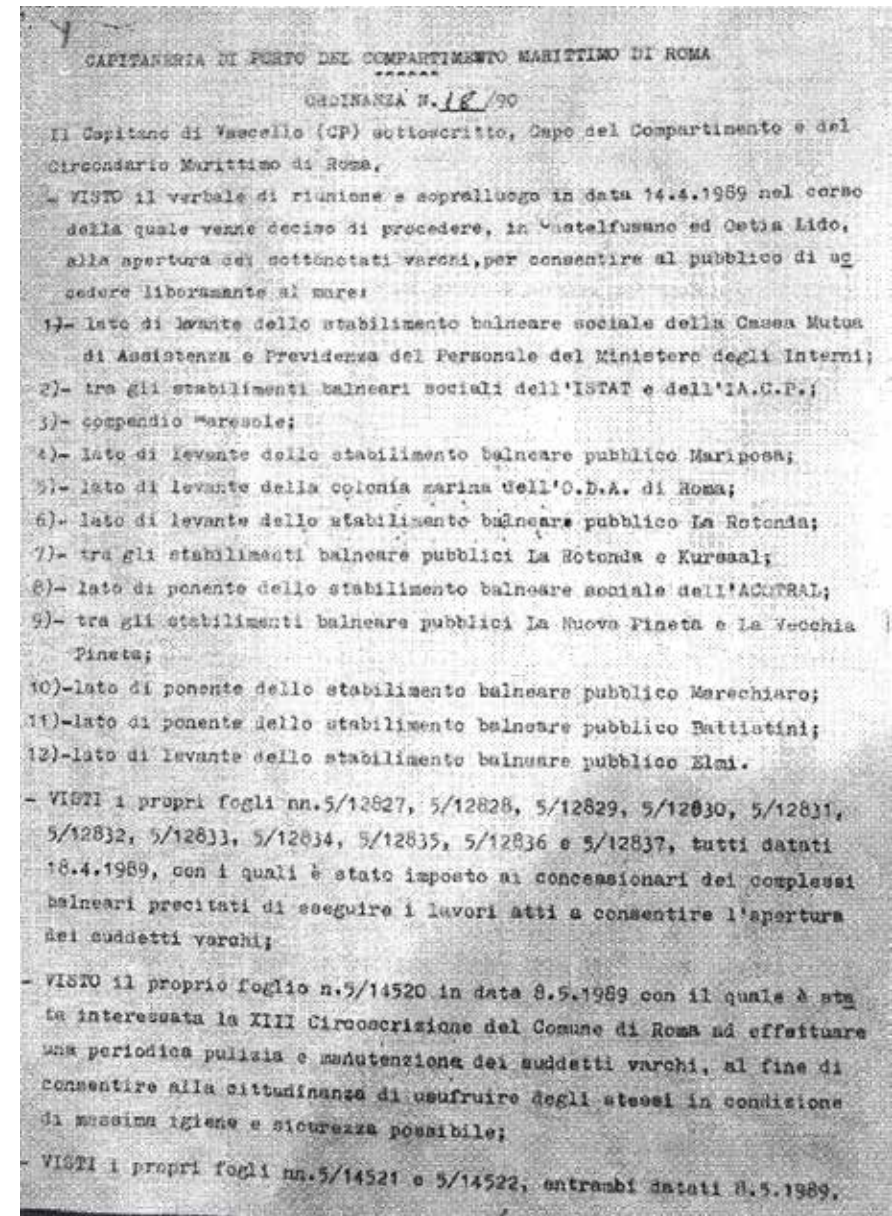 CAPITANERIA DI PORTO DEL COMPARTIMENTO MARITTIMO DI ROMA
ORDINANZA N. 18 /90
Il Capitano di Vascello (CP) sottoscritto, Capo del Compartimento e del
Circondario Marittimo di Roma,
- VISTO il verbale di riunione e sopralluogo in data 14.4.1989 nel corso
della quale venne deciso di procedere, in Castelfusano ed Ostia Lido,
alla apertura dei sottonotati varchi,per consentire al pubblico di ac
cedere liberamente al mare:
1)- lato di levante dello stabilimento balneare sociale della Cassa Mutua
di Assistenza e Previdenza del Personale del Ministero degli Interni;
2)- tra gli stabilimenti balneari sociali dell'ISTAT e dell'IA.C.P.;
3)- compendio Maresole;
4)- lato di levante dello stabilimento balneare pubblico Mariposa;
5)- lato di levante della colonia marina dell'O.D.A. di Roma;
6)- lato di levante dello stabilimento balneare pubblico La Rotonda;
7)- tra gli stabilimenti balneare pubblici La Rotonda e Kursaal;
8)- lato di ponente dello stabilimento balneare sociale dell'ACOTRAL;
9)- tra gli stabilimenti balneare pubblici La Nuova Pineta e La Vecchia
Pineta;
10)-lato di ponente dello stabilimento balneare pubblico Marechiaro;
11)-lato di ponente dello stabilimento balneare pubblico Battistini;
12)-lato di levante dello stabilimento balneare pubblico Elmi.
- VISTI i propri fogli nn.5/12827, 5/12828, 5/12829, 5/12830, 5/12831,
5/12832, 5/12833, 5/12834, 5/12835, 5/12836 e 5/12837, tutti datati
18.4.1989, con i quali è stato imposto ai concessionari dei complessi
balneari precitati di eseguire i lavori atti a consentire l'apertura
dei suddetti varchi;
- VISTO il proprio foglio n.5/14520 in data 8.5.1989 con il quale è sta
ta interessata la XIII Circoscrizione del Comune di Roma ad effettuare
una periodica pulizia e manutenzione dei suddetti varchi, al fine di
consentire alla cittadinanza di usufruire degli stessi in condizione
di massima igiene e sicurezza possibile;
- VISTI i propri fogli nn.5/14521 e 5/14522, entrambi datati 8.5.1989,